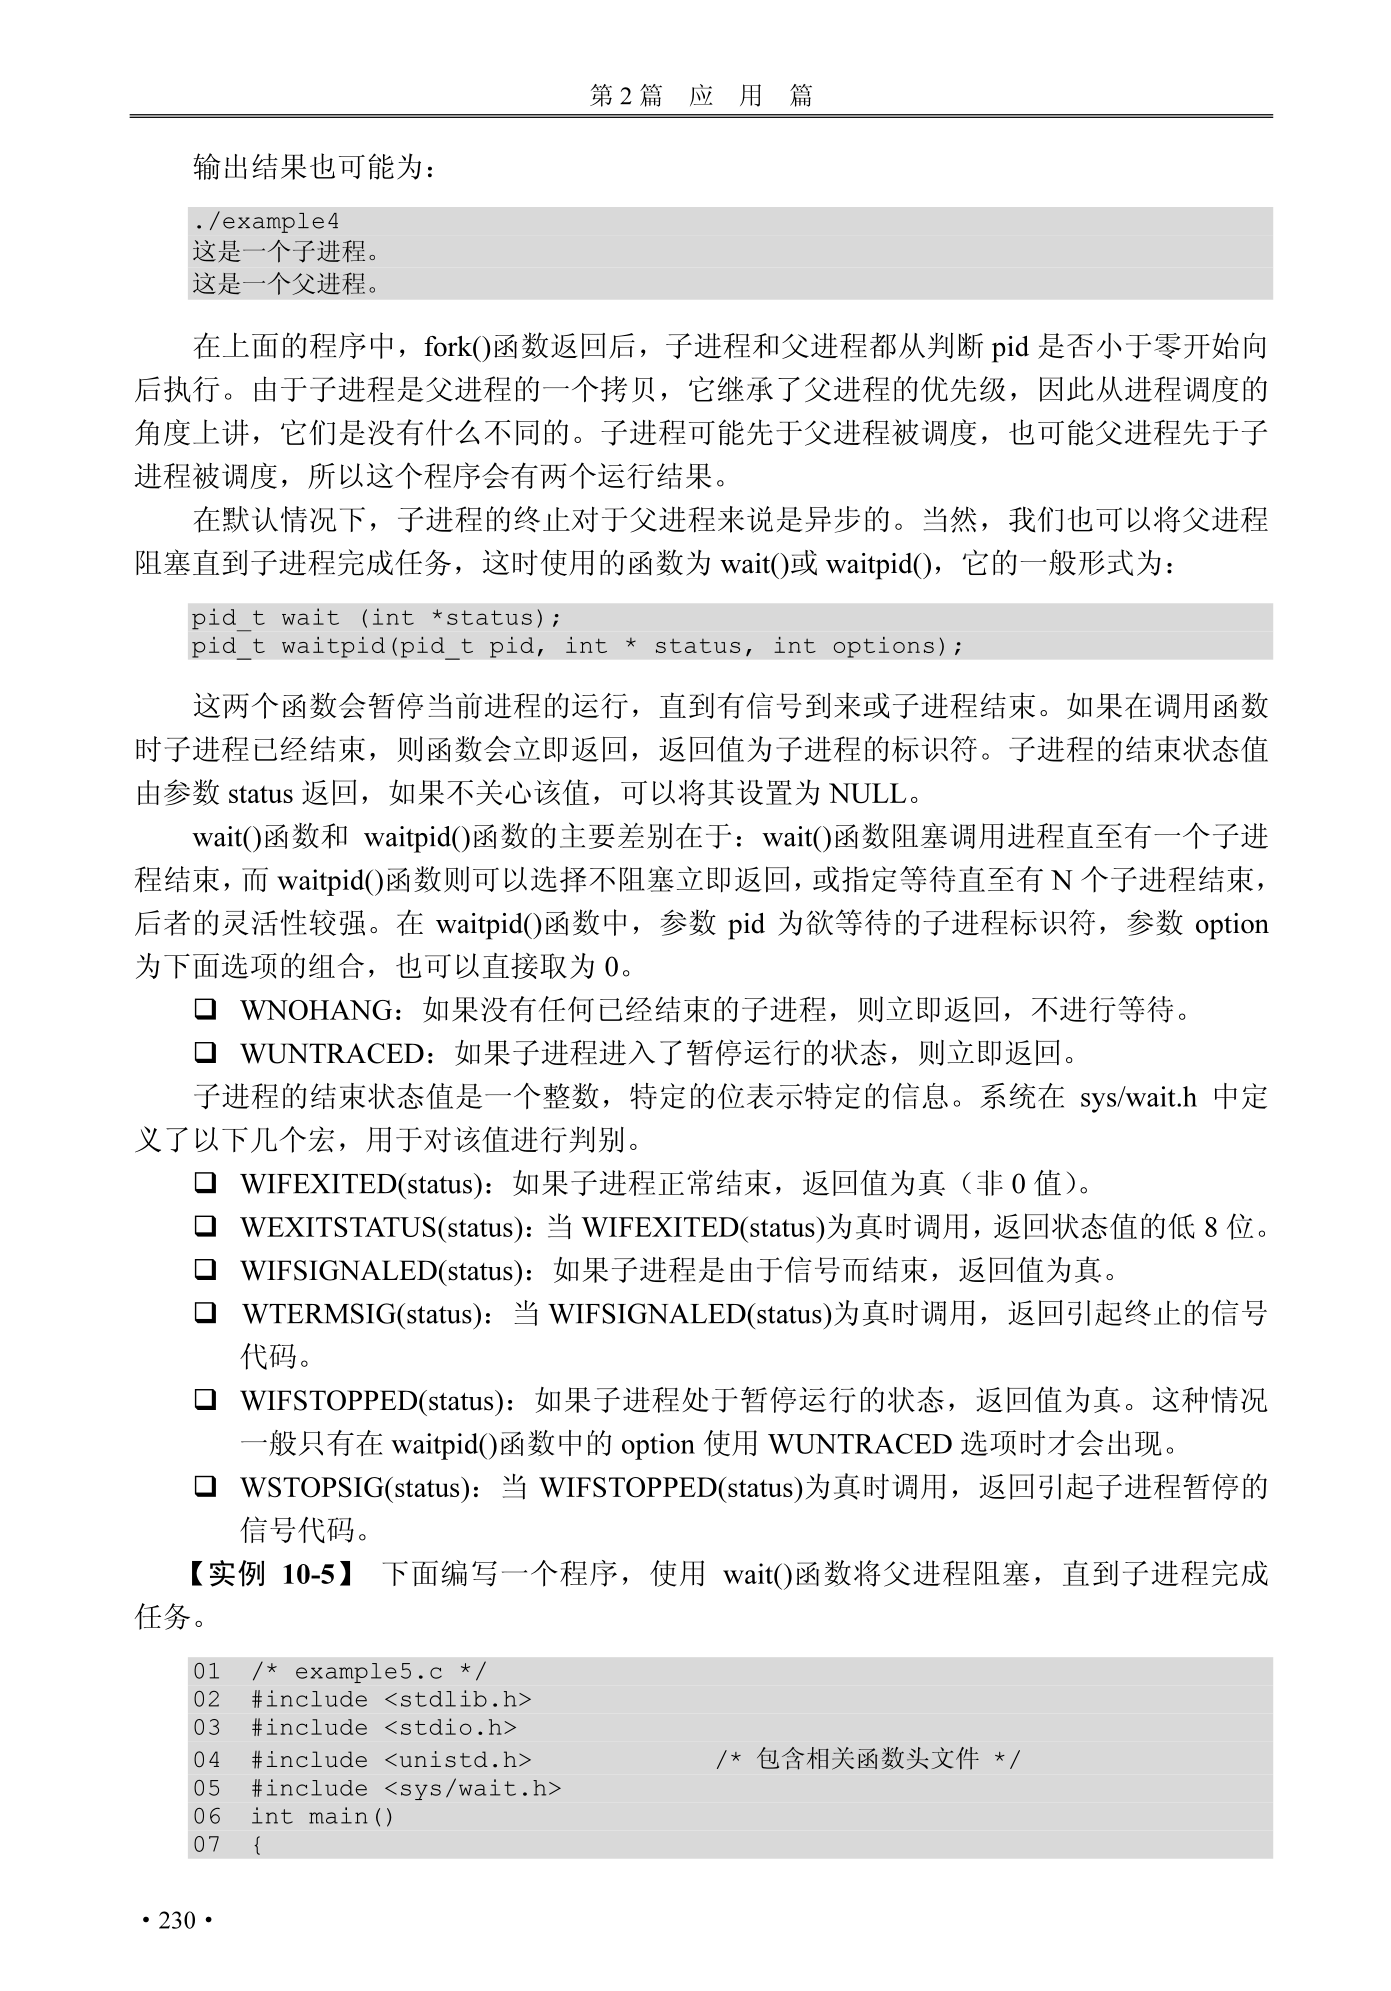 第 2 篇 应 用 篇
输出结果也可能为：
./example4
这是一个子进程。
这是一个父进程。
在上面的程序中，fork()函数返回后，子进程和父进程都从判断 pid 是否小于零开始向
后执行。由于子进程是父进程的一个拷贝，它继承了父进程的优先级，因此从进程调度的
角度上讲，它们是没有什么不同的。子进程可能先于父进程被调度，也可能父进程先于子
进程被调度，所以这个程序会有两个运行结果。
在默认情况下，子进程的终止对于父进程来说是异步的。当然，我们也可以将父进程
阻塞直到子进程完成任务，这时使用的函数为 wait()或 waitpid()，它的一般形式为：
pid_t wait (int *status);
pid_t waitpid(pid_t pid, int * status, int options);
这两个函数会暂停当前进程的运行，直到有信号到来或子进程结束。如果在调用函数
时子进程已经结束，则函数会立即返回，返回值为子进程的标识符。子进程的结束状态值
由参数 status 返回，如果不关心该值，可以将其设置为 NULL。
wait()函数和 waitpid()函数的主要差别在于：wait()函数阻塞调用进程直至有一个子进
程结束，而 waitpid()函数则可以选择不阻塞立即返回，或指定等待直至有 N 个子进程结束，
后者的灵活性较强。在 waitpid()函数中，参数 pid 为欲等待的子进程标识符，参数 option
为下面选项的组合，也可以直接取为 0。
❑ WNOHANG：如果没有任何已经结束的子进程，则立即返回，不进行等待。
❑ WUNTRACED：如果子进程进入了暂停运行的状态，则立即返回。
子进程的结束状态值是一个整数，特定的位表示特定的信息。系统在 sys/wait.h 中定
义了以下几个宏，用于对该值进行判别。
❑ WIFEXITED(status)：如果子进程正常结束，返回值为真（非 0 值）。
❑ WEXITSTATUS(status)：当 WIFEXITED(status)为真时调用，返回状态值的低 8 位。
❑ WIFSIGNALED(status)：如果子进程是由于信号而结束，返回值为真。
❑ WTERMSIG(status)：当 WIFSIGNALED(status)为真时调用，返回引起终止的信号
代码。
❑ WIFSTOPPED(status)：如果子进程处于暂停运行的状态，返回值为真。这种情况
一般只有在 waitpid()函数中的 option 使用 WUNTRACED 选项时才会出现。
❑ WSTOPSIG(status)：当 WIFSTOPPED(status)为真时调用，返回引起子进程暂停的
信号代码。
【实例 10-5】 下面编写一个程序，使用 wait()函数将父进程阻塞，直到子进程完成
任务。
01 /* example5.c */
02 #include <stdlib.h>
03 #include <stdio.h>
04 #include <unistd.h> /* 包含相关函数头文件 */
05 #include <sys/wait.h>
06 int main()
07 {
·230·